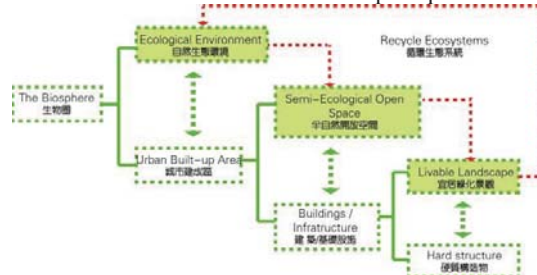 Ecological Environment
自然生態環境
Recycle Ecosystems
循環生態系統
The Biosphere
生物圈
Semi-Ecological Open
Space
半自然開放空間
Urban Built-up Area
城市建成區
Livable Landscape
宜居綠化景觀
Buildings /
Infratructure
建 築/基礎設施
Hard structure
硬質構造物